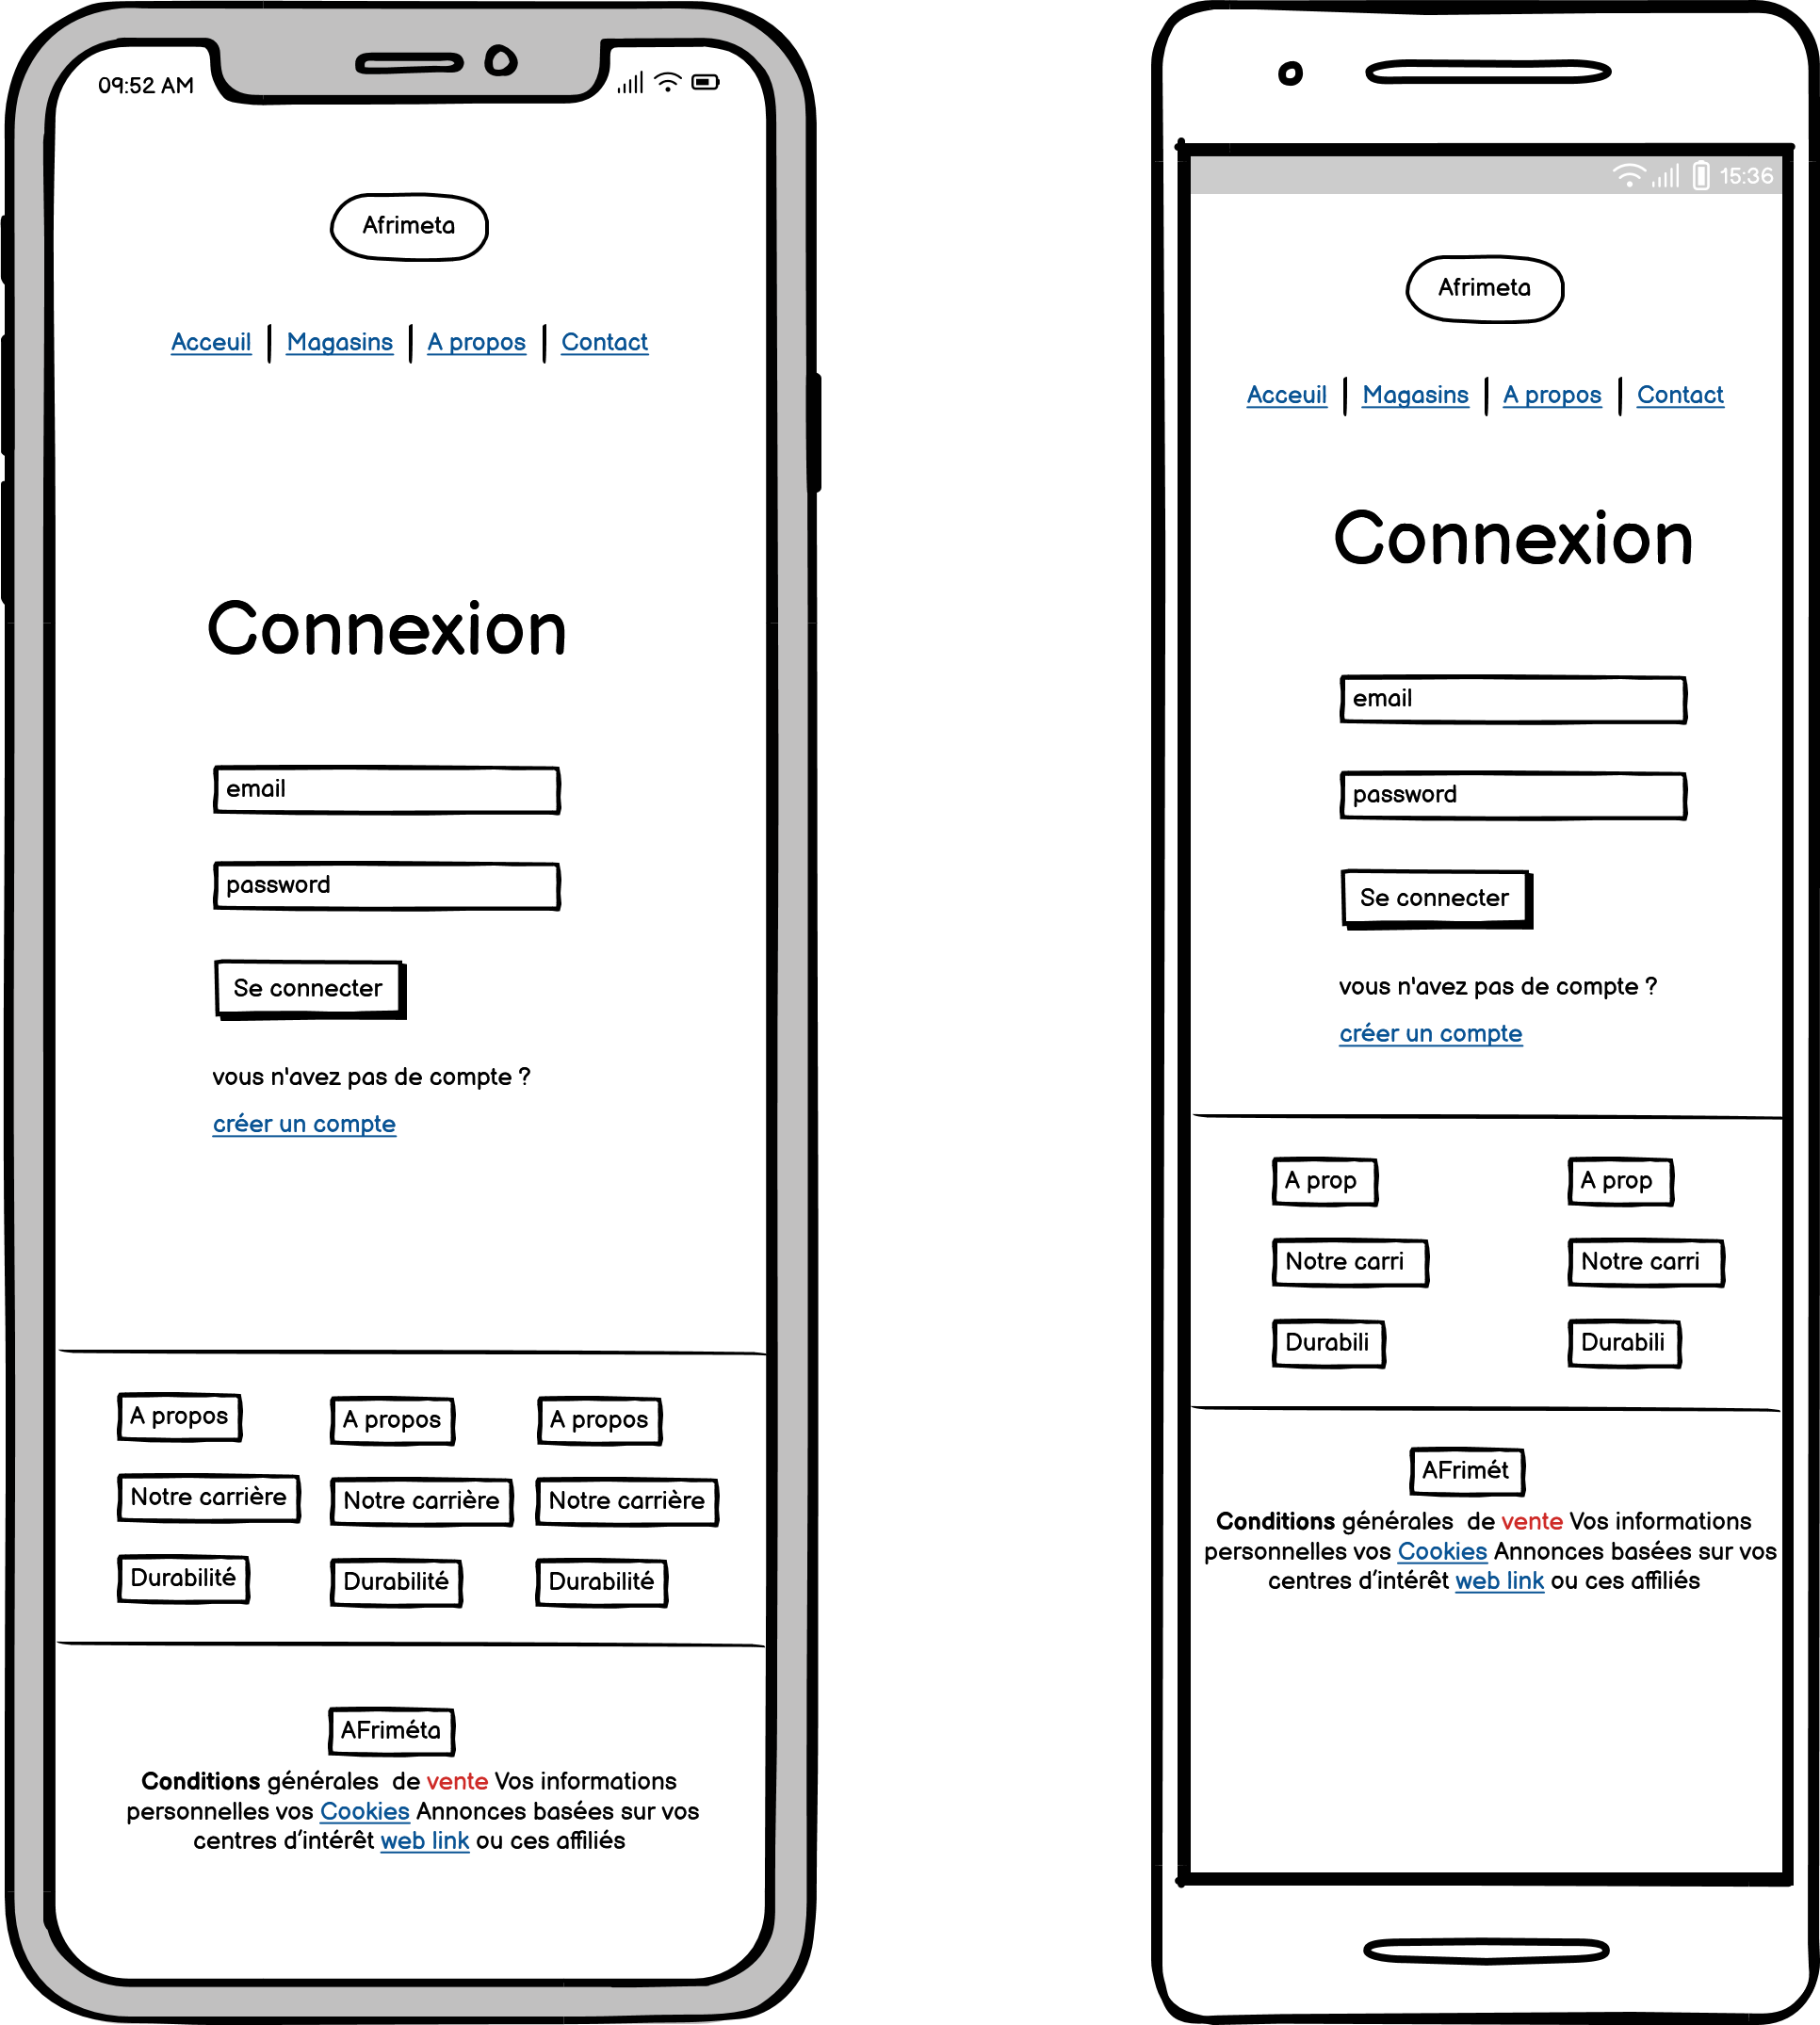 09:52 AM
Afrimeta
Acceuil | Magasins | A propos | Contact
Connexion
email
password
Se connecter
vous n'avez pas de compte ?
créer un compte
A propos A propos A propos
Notre carrière Notre carrière Notre carrière
Durabilité Durabilité Durabilité
AFriméta
Conditions générales de vente Vos informations
personnelles vos Cookies Annonces basées sur vos
centres d'intérêt web link ou ces affiliés
15:36
Afrimeta
Acceuil | Magasins | A propos | Contact
Connexion
email
password
Se connecter
vous n'avez pas de compte ?
créer un compte
A prop A prop
Notre carri Notre carri
Durabili Durabili
AFrimét
Conditions générales de vente Vos informations
personnelles vos Cookies Annonces basées sur vos
centres d'intérêt web link ou ces affiliés